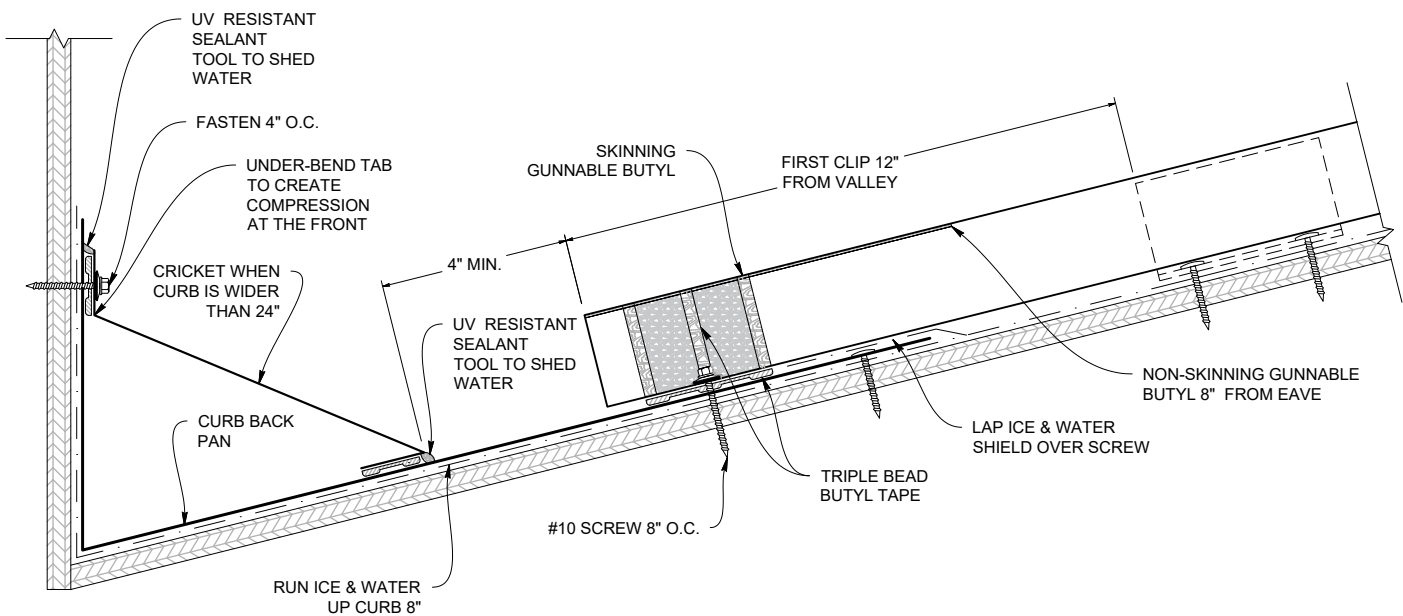 UV RESISTANT
SEALANT
TOOL TO SHED
WATER
FASTEN 4" O.C.
UNDER-BEND TAB
TO CREATE
COMPRESSION
AT THE FRONT
CRICKET WHEN
CURB IS WIDER
THAN 24"
CURB BACK
PAN
RUN ICE & WATER
UP CURB 8"
4" MIN.
UV RESISTANT
SEALANT
TOOL TO SHED
WATER
SKINNING
GUNNABLE BUTYL
FIRST CLIP 12"
FROM VALLEY
NON-SKINNING GUNNABLE
BUTYL 8" FROM EAVE
LAP ICE & WATER
SHIELD OVER SCREW
TRIPLE BEAD
BUTYL TAPE
#10 SCREW 8" O.C.